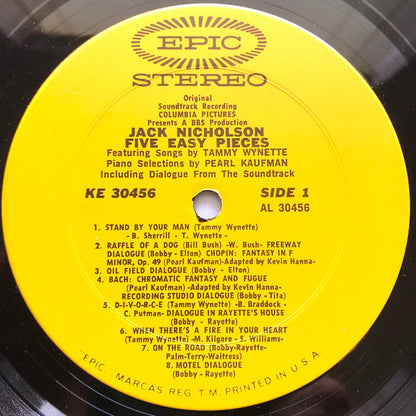 EPIC
STEREO
Original
Soundtrack Recording
COLUMBIA PICTURES
Presents A BBS Production
JACK NICHOLSON
FIVE EASY PIECES
Featuring Songs by TAMMY WYNETTE
Piano Selections by PEARL KAUFMAN
Including Dialogue From The Soundtrack
KE 30456
SIDE 1
AL 30456
1. STAND BY YOUR MAN (Tammy Wynette)
- B. Sherrill - T. Wynette -
2. RAFFLE OF A DOG (Bill Bush) -W. Bush- FREEWAY
DIALOGUE (Bobby - Elton) CHOPIN: FANTASY IN F
MINOR, Op. 49 (Pearl Kaufman)-Adapted by Kevin Hanna-
3. OIL FIELD DIALOGUE (Bobby - Elton)
4. BACH: CHROMATIC FANTASY AND FUGUE
(Pearl Kaufman) -Adapted by Kevin Hanna-
RECORDING STUDIO DIALOGUE (Bobby - Tita)
5. D-I-V-O-R-C-E (Tammy Wynette) -B. Braddock -
C. Putman- DIALOGUE IN RAYETTE'S HOUSE
(Bobby - Rayette)
6. WHEN THERE'S A FIRE IN YOUR HEART
(Tammy Wynette) -M. Kilgore - S. Williams-
7. ON THE ROAD (Bobby-Rayette-
Palm-Terry-Waitress)
8. MOTEL DIALOGUE
(Bobby - Rayette)
"EPIC," MARCAS REG. T.M. PRINTED IN U.S.A.